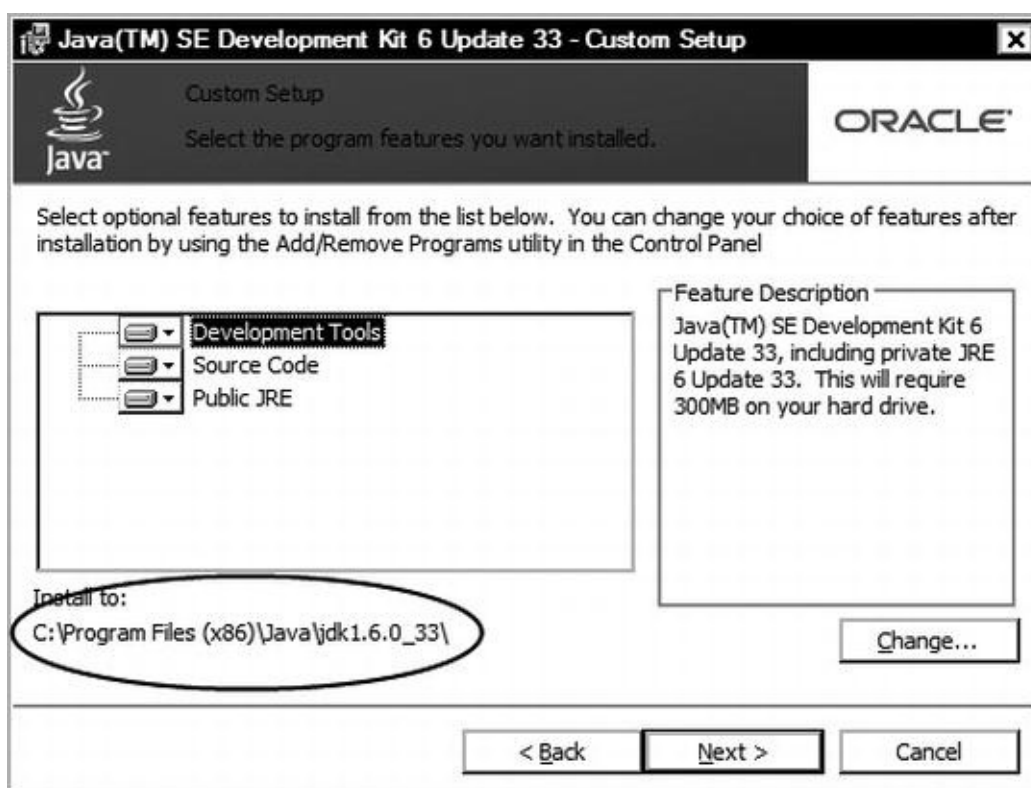 Java(TM) SE Development Kit 6 Update 33 - Custom Setup
Java™
Custom Setup
Select the program features you want installed.
ORACLE
Select optional features to install from the list below. You can change your choice of features after
installation by using the Add/Remove Programs utility in the Control Panel
Development Tools
Source Code
Public JRE
Feature Description
Java(TM) SE Development Kit 6
Update 33, including private JRE
6 Update 33. This will require
300MB on your hard drive.
Install to:
C:\Program Files (x86)\Java\jdk1.6.0_33\
Change...
< Back
Next >
Cancel